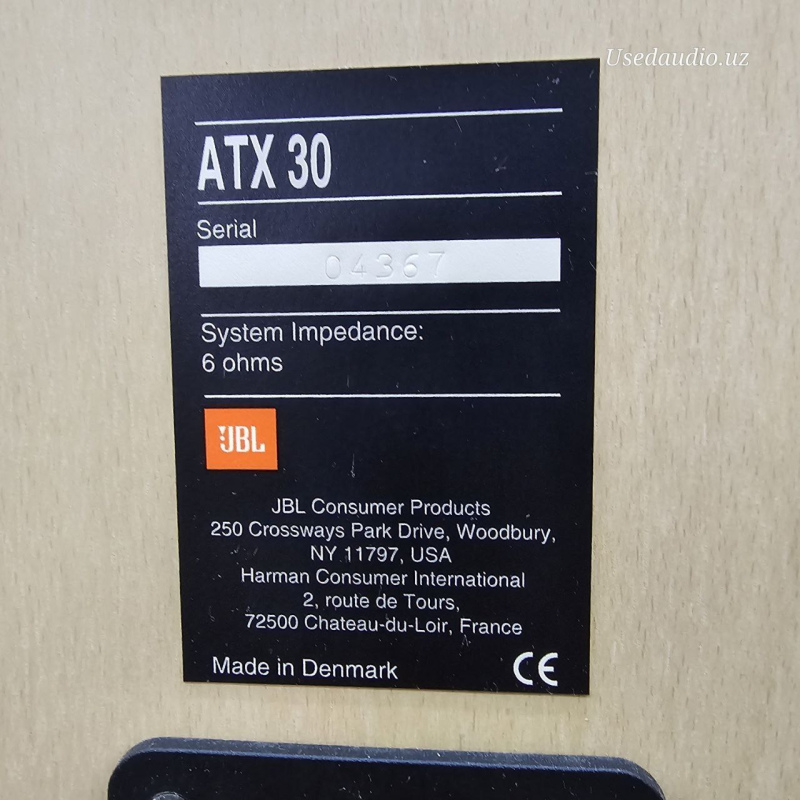 Usedaudio.uz
ATX 30
Serial
04367
System Impedance:
6 ohms
JBL
JBL Consumer Products
250 Crossways Park Drive, Woodbury,
NY 11797, USA
Harman Consumer International
2, route de Tours,
72500 Chateau-du-Loir, France
Made in Denmark
CE